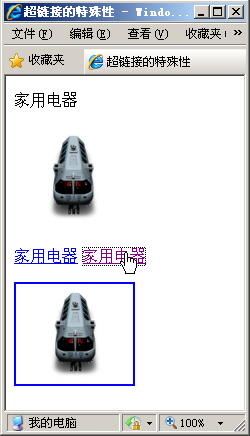 超链接的特殊性 - Windo...
文件(F) 编辑(E) 查看(V) 收藏夹(
收藏夹 超链接的特殊性
家用电器
家用电器 家用电器
我的电脑 100%